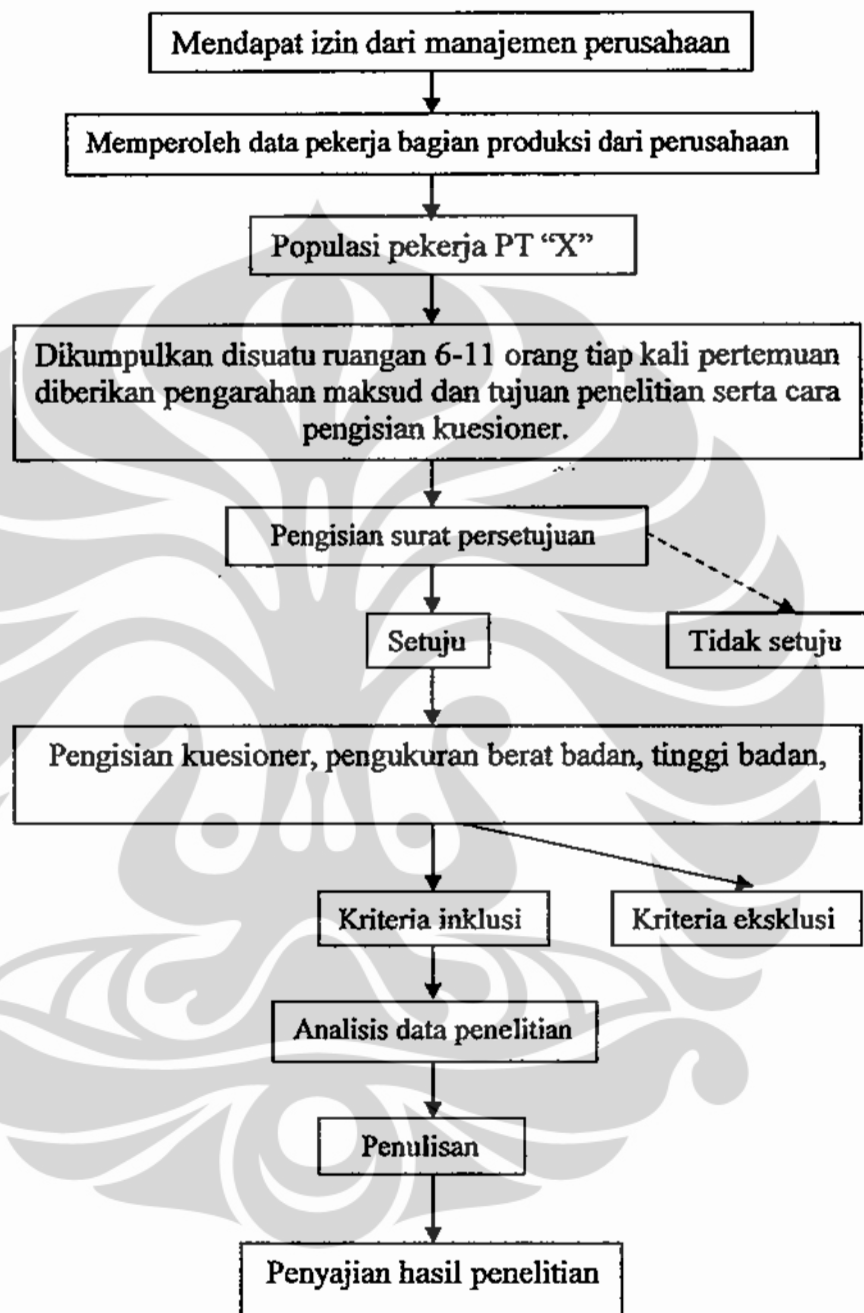 Mendapat izin dari manajemen perusahaan
Memperoleh data pekerja bagian produksi dari perusahaan
Populasi pekerja PT “X”
Dikumpulkan disuatu ruangan 6-11 orang tiap kali pertemuan
diberikan pengarahan maksud dan tujuan penelitian serta cara
pengisian kuesioner.
Pengisian surat persetujuan
Setuju
Tidak setuju
Pengisian kuesioner, pengukuran berat badan, tinggi badan,
Kriteria inklusi
Kriteria eksklusi
Analisis data penelitian
Penulisan
Penyajian hasil penelitian